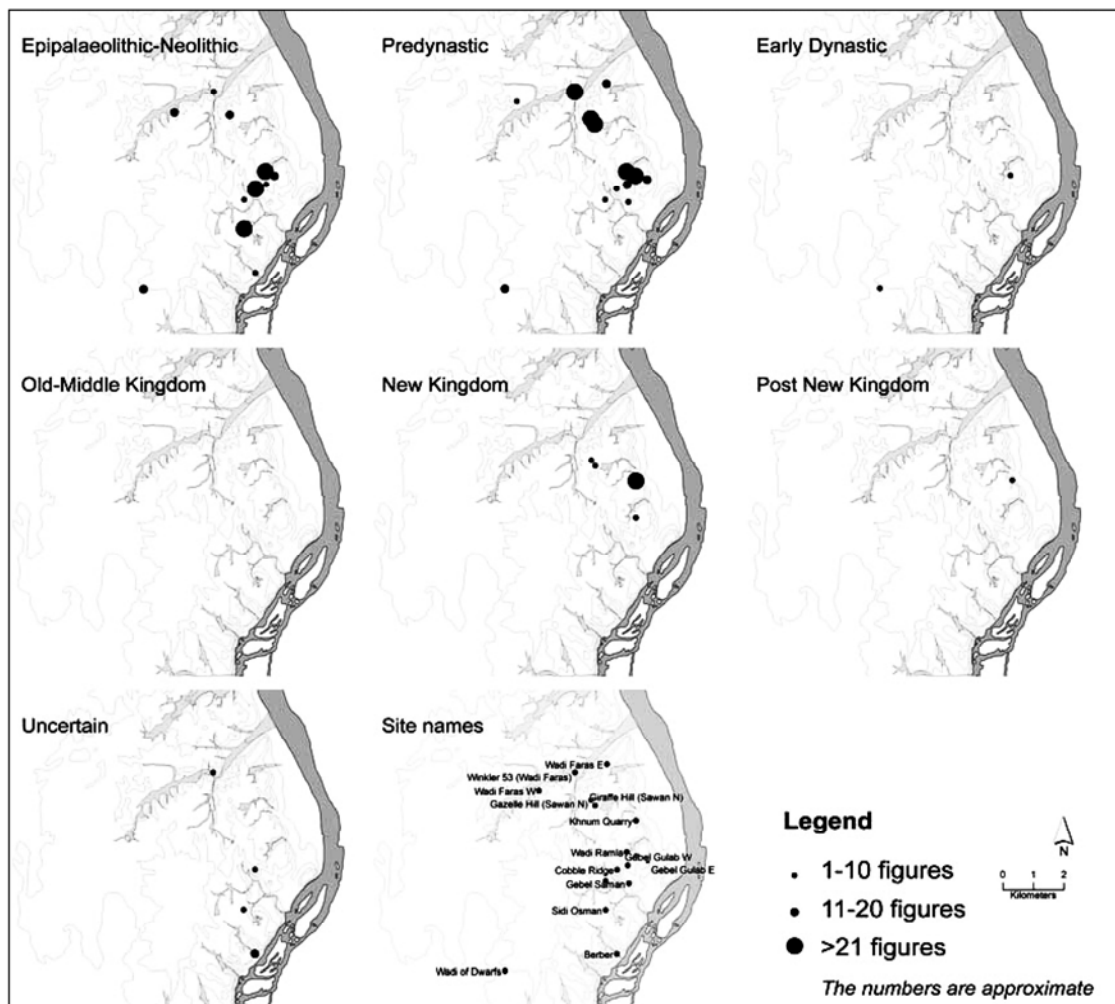 Epipalaeolithic-Neolithic
Predynastic
Early Dynastic
Old-Middle Kingdom
New Kingdom
Post New Kingdom
Uncertain
Site names
Wadi Faras E
Winkler 53 (Wadi Faras)
Wadi Faras W
Giraffe Hill (Sawan N)
Gazelle Hill (Sawan N)
Khnum Quarry
Wadi Ramla
Gebel Gulab W
Cobble Ridge
Gebel Gulab E
Gebel Saman
Sidi Osman
Berber
Wadi of Dwarfs
Legend
1-10 figures
11-20 figures
>21 figures
The numbers are approximate
N
0 1 2
Kilometers